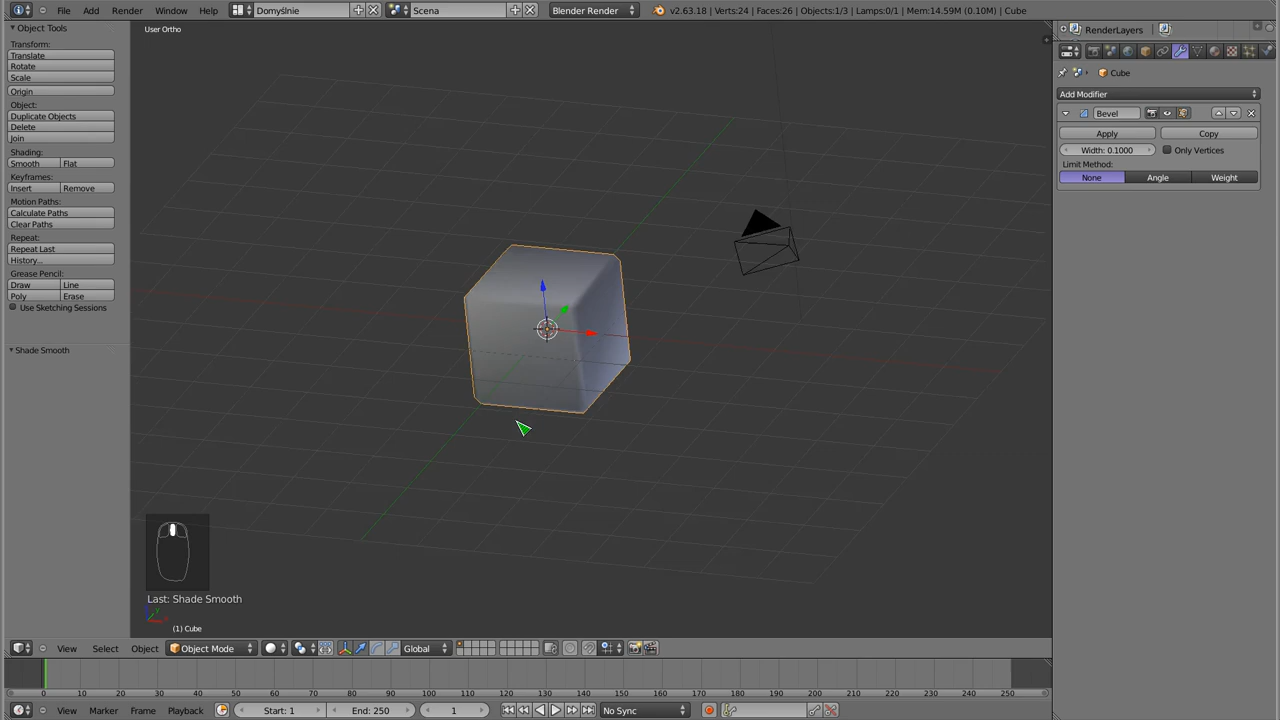 File Add Render Window Help Domyślnie Scena Blender Render v2.63.18 | Verts:24 | Faces:26 | Objects:1/3 | Lamps:0/1 | Mem:14.59M (0.10M) | Cube
Object Tools
Transform:
Translate
Rotate
Scale
Origin
Object:
Duplicate Objects
Delete
Join
Shading:
Smooth Flat
Keyframes:
Insert Remove
Motion Paths:
Calculate Paths
Clear Paths
Repeat:
Repeat Last
History...
Grease Pencil:
Draw Line
Poly Erase
Use Sketching Sessions
Shade Smooth
User Ortho
Last: Shade Smooth
(1) Cube
RenderLayers
Cube
Add Modifier
Bevel
Apply Copy
Width: 0.1000 Only Vertices
Limit Method:
None Angle Weight
View Select Object Object Mode Global
0 10 20 30 40 50 60 70 80 90 100 110 120 130 140 150 160 170 180 190 200 210 220 230 240 250
View Marker Frame Playback Start: 1 End: 250 1 No Sync